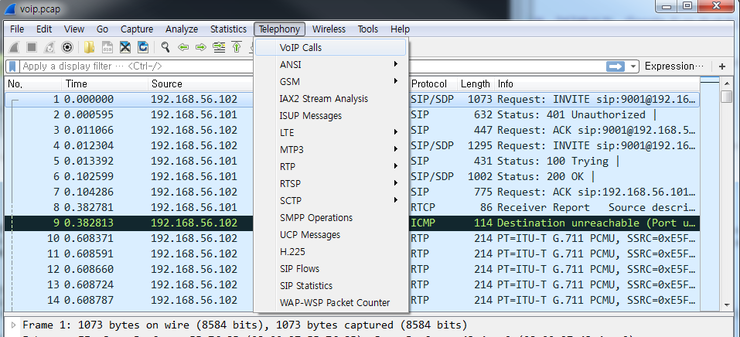 voip.pcap
File Edit View Go Capture Analyze Statistics Telephony Wireless Tools Help
Apply a display filter ··· <Ctrl-/> Expression··· +
No. Time Source Protocol Length Info
1 0.000000 192.168.56.102 SIP/SDP 1073 Request: INVITE sip:9001@192.16…
2 0.000595 192.168.56.101 SIP 632 Status: 401 Unauthorized |
3 0.011066 192.168.56.102 SIP 447 Request: ACK sip:9001@192.168.5…
4 0.012304 192.168.56.102 SIP/SDP 1295 Request: INVITE sip:9001@192.16…
5 0.013392 192.168.56.101 SIP 431 Status: 100 Trying |
6 0.102599 192.168.56.101 SIP/SDP 1002 Status: 200 OK |
7 0.104286 192.168.56.102 SIP 775 Request: ACK sip:192.168.56.101…
8 0.382781 192.168.56.101 RTCP 86 Receiver Report Source descri…
9 0.382813 192.168.56.102 ICMP 114 Destination unreachable (Port u…
10 0.608371 192.168.56.102 RTP 214 PT=ITU-T G.711 PCMU, SSRC=0xE5F…
11 0.608591 192.168.56.102 RTP 214 PT=ITU-T G.711 PCMU, SSRC=0xE5F…
12 0.608660 192.168.56.102 RTP 214 PT=ITU-T G.711 PCMU, SSRC=0xE5F…
13 0.608724 192.168.56.102 RTP 214 PT=ITU-T G.711 PCMU, SSRC=0xE5F…
14 0.608787 192.168.56.102 RTP 214 PT=ITU-T G.711 PCMU, SSRC=0xE5F…
VoIP Calls
ANSI
GSM
IAX2 Stream Analysis
ISUP Messages
LTE
MTP3
RTP
RTSP
SCTP
SMPP Operations
UCP Messages
H.225
SIP Flows
SIP Statistics
WAP-WSP Packet Counter
Frame 1: 1073 bytes on wire (8584 bits), 1073 bytes captured (8584 bits)